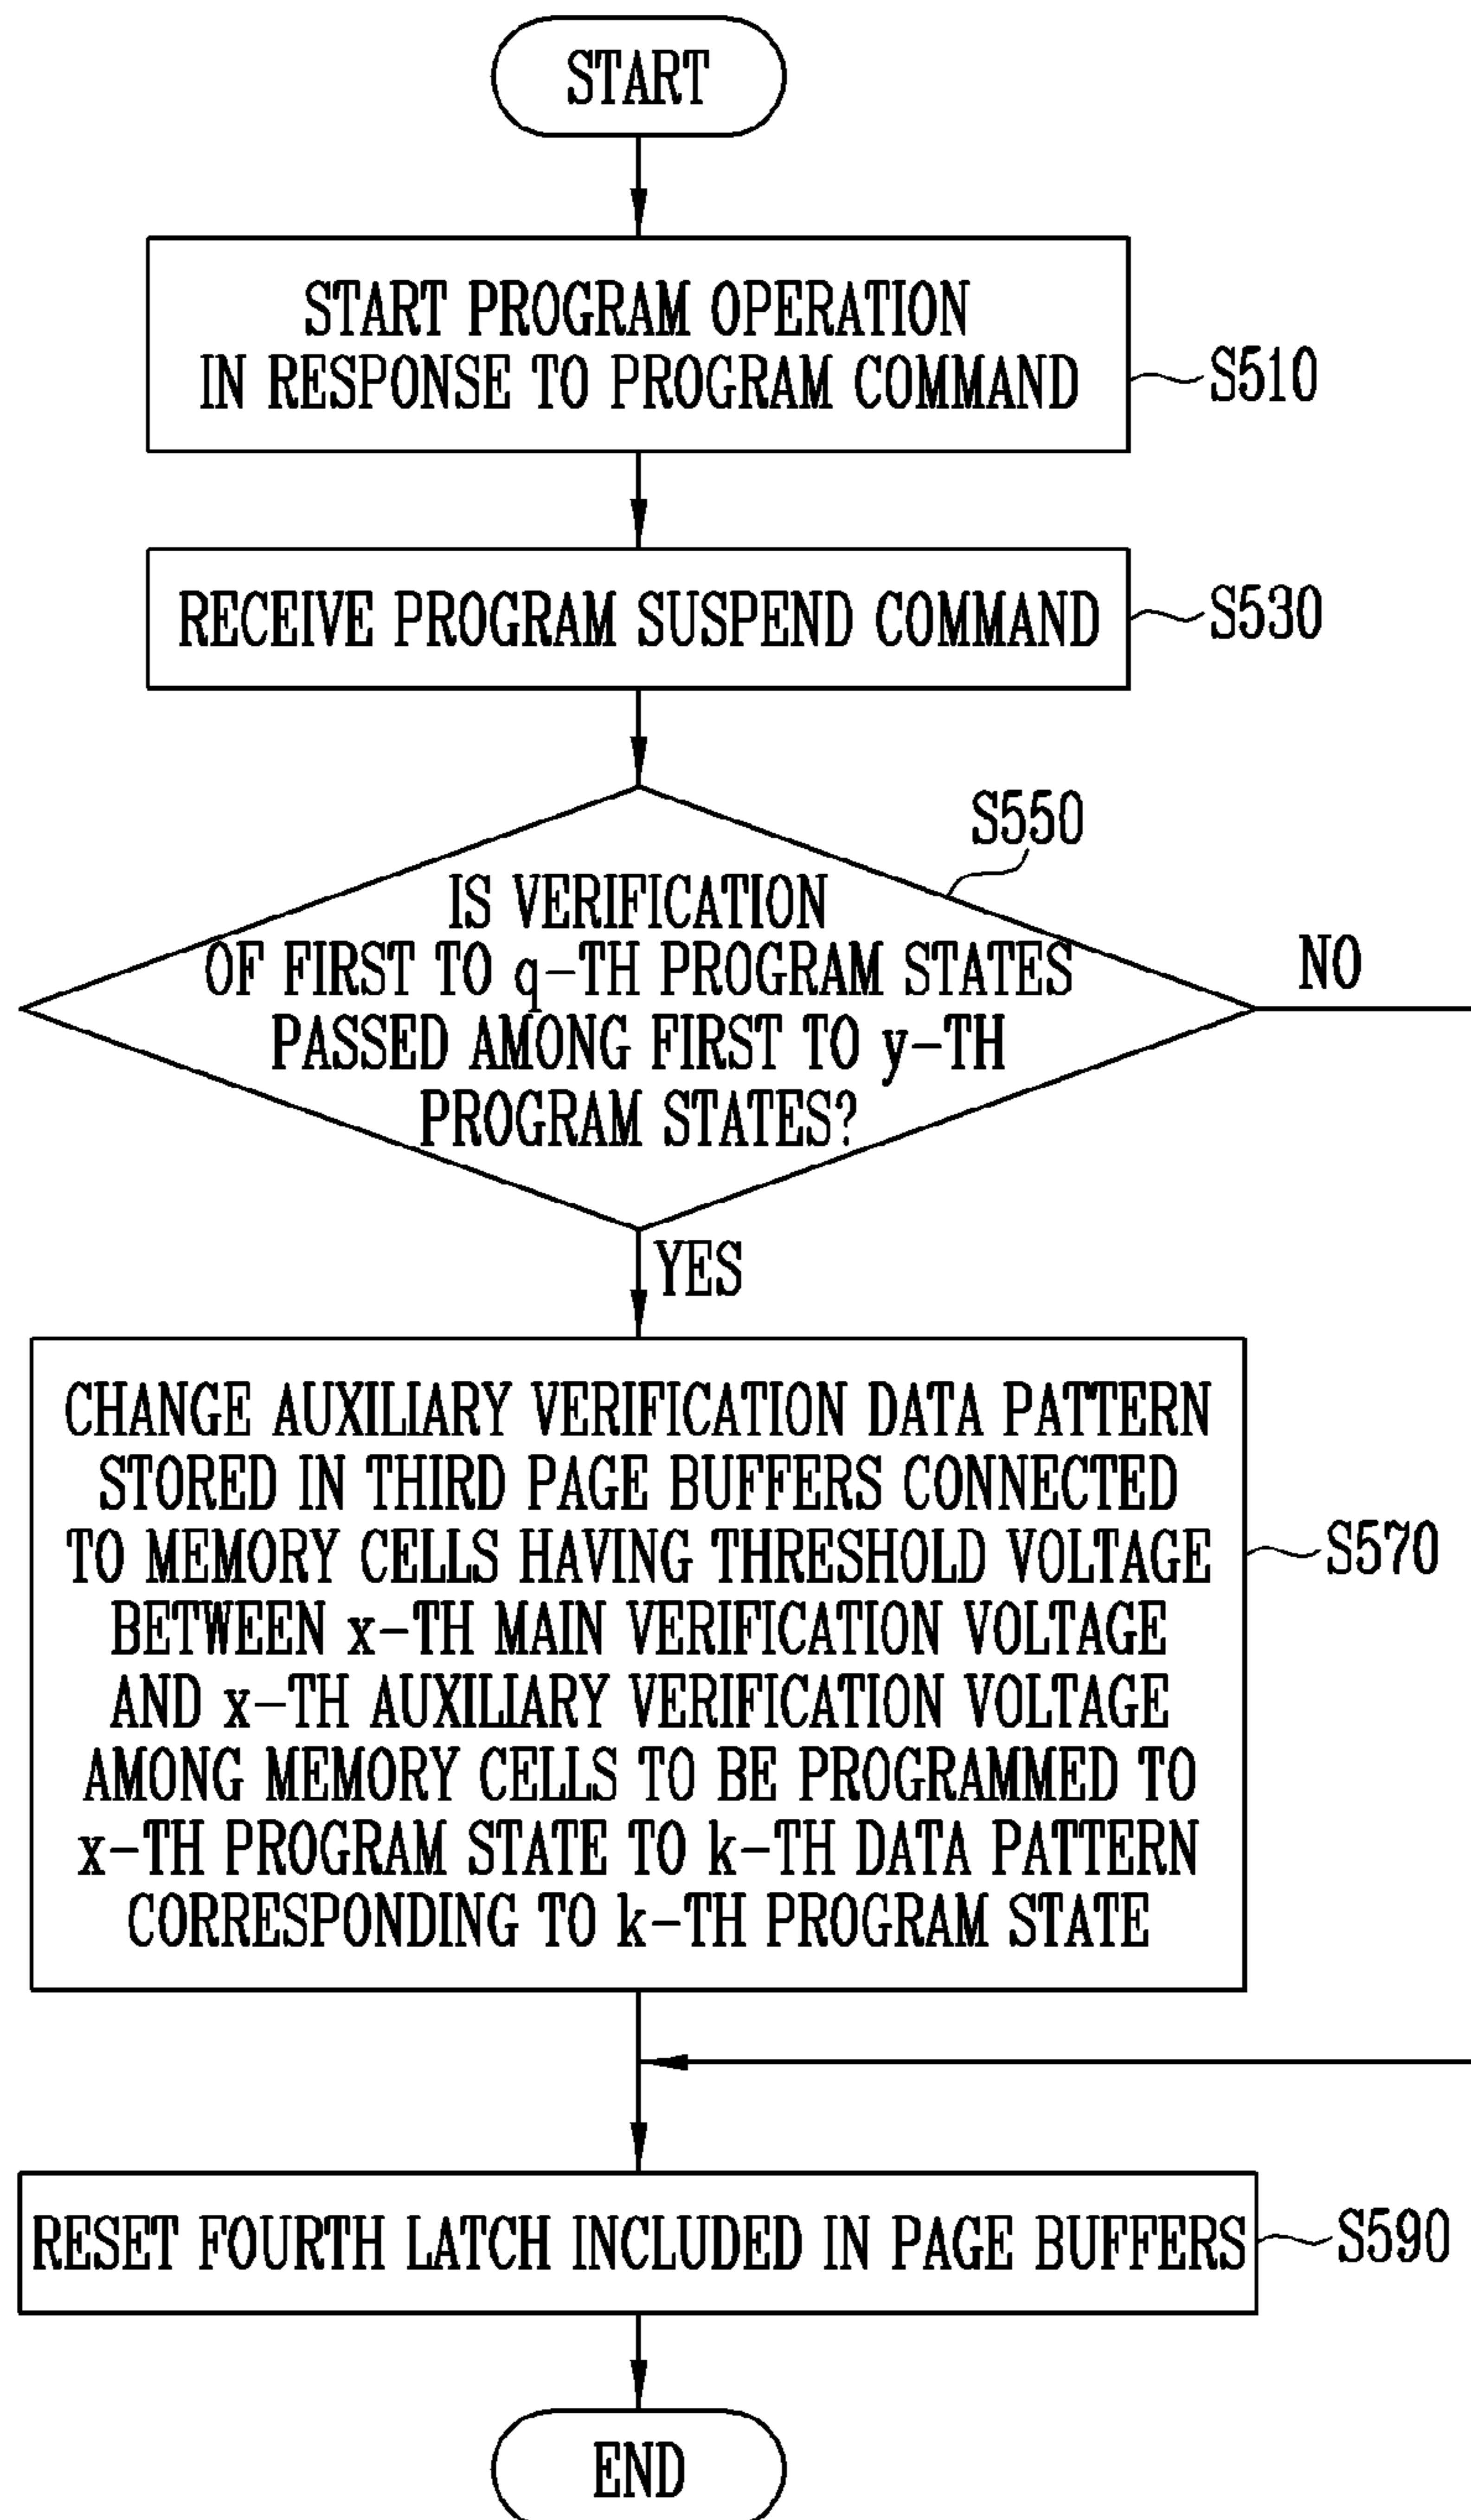 START
START PROGRAM OPERATION
IN RESPONSE TO PROGRAM COMMAND
S510
RECEIVE PROGRAM SUSPEND COMMAND
S530
S550
IS VERIFICATION
OF FIRST TO q-TH PROGRAM STATES
PASSED AMONG FIRST TO y-TH
PROGRAM STATES?
NO
YES
CHANGE AUXILIARY VERIFICATION DATA PATTERN
STORED IN THIRD PAGE BUFFERS CONNECTED
TO MEMORY CELLS HAVING THRESHOLD VOLTAGE
BETWEEN x-TH MAIN VERIFICATION VOLTAGE
AND x-TH AUXILIARY VERIFICATION VOLTAGE
AMONG MEMORY CELLS TO BE PROGRAMMED TO
x-TH PROGRAM STATE TO k-TH DATA PATTERN
CORRESPONDING TO k-TH PROGRAM STATE
S570
RESET FOURTH LATCH INCLUDED IN PAGE BUFFERS
S590
END